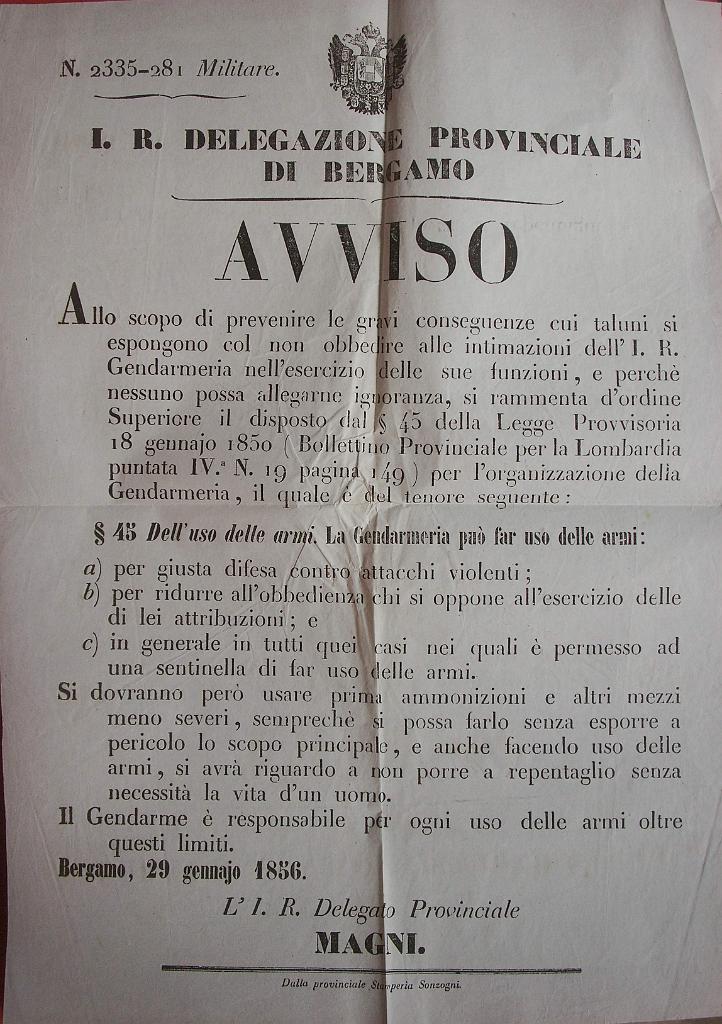 N. 2335-281 Militare.
I. R. DELEGAZIONE PROVINCIALE
DI BERGAMO
AVVISO
Allo scopo di prevenire le gravi conseguenze cui taluni si
espongono col non obbedire alle intimazioni dell' I. R.
Gendarmeria nell'esercizio delle sue funzioni, e perchè
nessuno possa allegarne ignoranza, si rammenta d'ordine
Superiore il disposto dal § 45 della Legge Provvisoria
18 gennajo 1850 (Bollettino Provinciale per la Lombardia
puntata IV.ª N. 19 pagina 149) per l'organizzazione della
Gendarmeria, il quale è del tenore seguente:
§ 45 Dell'uso delle armi. La Gendarmeria può far uso delle armi:
a) per giusta difesa contro attacchi violenti;
b) per ridurre all'obbedienza chi si oppone all'esercizio delle
di lei attribuzioni; e
c) in generale in tutti quei casi nei quali è permesso ad
una sentinella di far uso delle armi.
Si dovranno però usare prima ammonizioni e altri mezzi
meno severi, sempreché si possa farlo senza esporre a
pericolo lo scopo principale, e anche facendo uso delle
armi, si avrà riguardo a non porre a repentaglio senza
necessità la vita d'un uomo.
Il Gendarme è responsabile per ogni uso delle armi oltre
questi limiti.
Bergamo, 29 gennajo 1856.
L' I. R. Delegato Provinciale
MAGNI.
Dalla provinciale Stamperia Sonzogni.